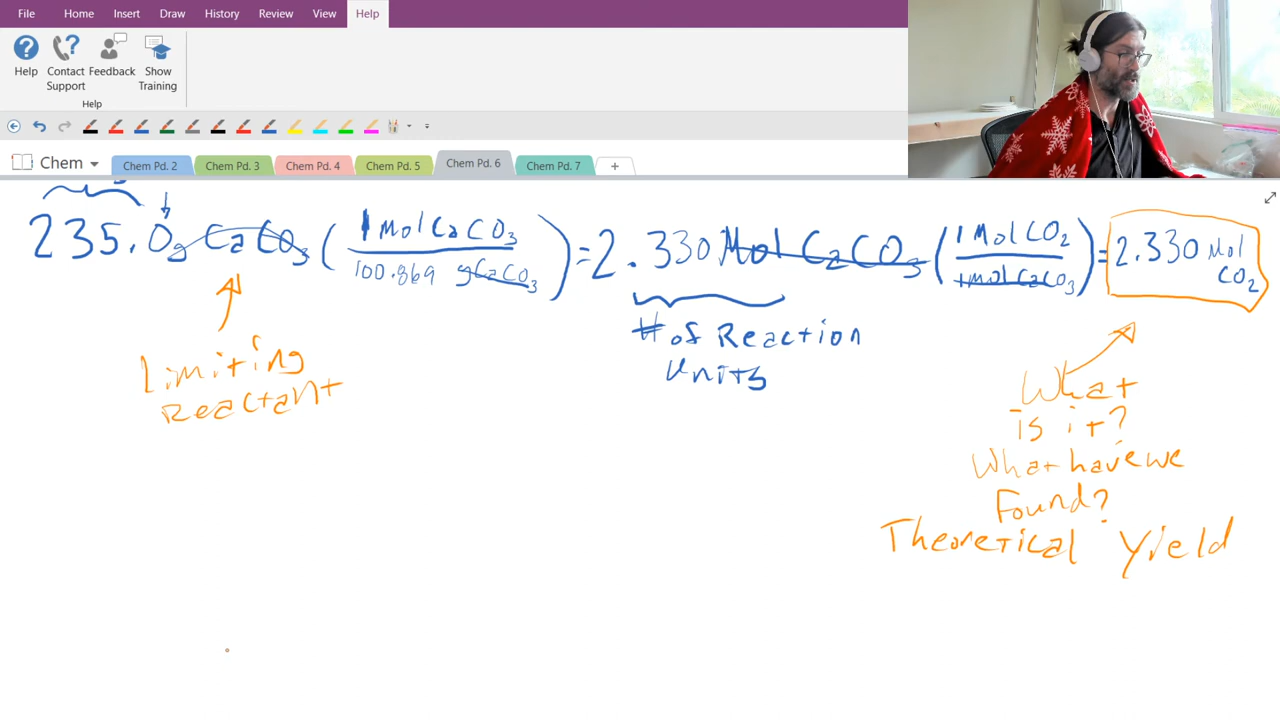 File Home Insert Draw History Review View Help
Help Contact Support Feedback Show Training
Help
Chem Chem Pd. 2 Chem Pd. 3 Chem Pd. 4 Chem Pd. 5 Chem Pd. 6 Chem Pd. 7 +
235.0g CaCO3 (1 Mol CaCO3 / 100.869 g CaCO3) = 2.330 Mol CaCO3 (1 Mol CO2 / 1 mol CaCO3) = 2.330 Mol CO2
Limiting
Reactant
# of Reaction
Units
What
is it?
What have we
Found?
Theoretical Yield